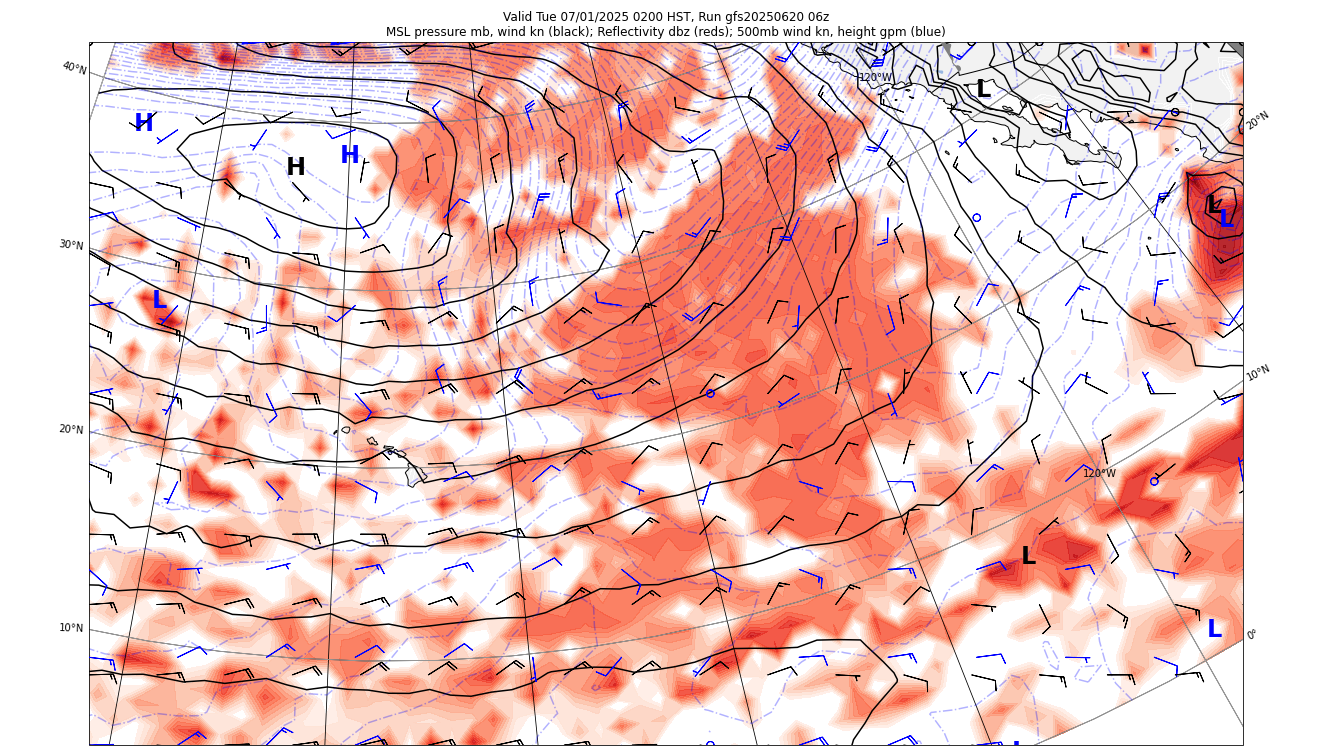 Valid Tue 07/01/2025 0200 HST, Run gfs20250620 06z
MSL pressure mb, wind kn (black); Reflectivity dbz (reds); 500mb wind kn, height gpm (blue)
40°N
120°W
L
H
20°N
H
H
L
L
30°N
L
10°N
20°N
120°W
L
10°N
L
0°